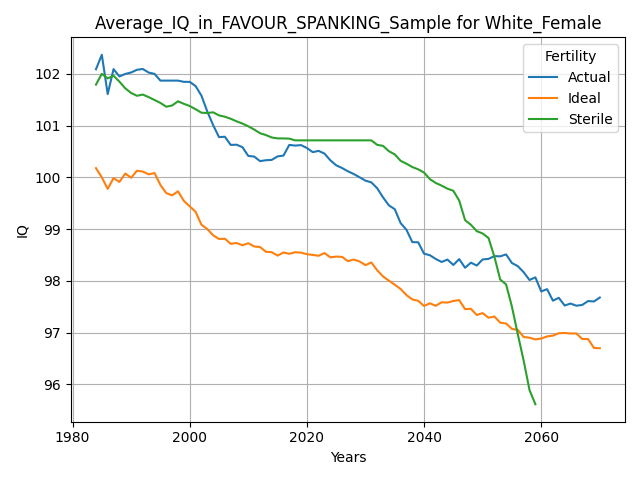 Average_IQ_in_FAVOUR_SPANKING_Sample for White_Female
Fertility
Actual
Ideal
Sterile
IQ
102
101
100
99
98
97
96
1980
2000
2020
2040
2060
Years